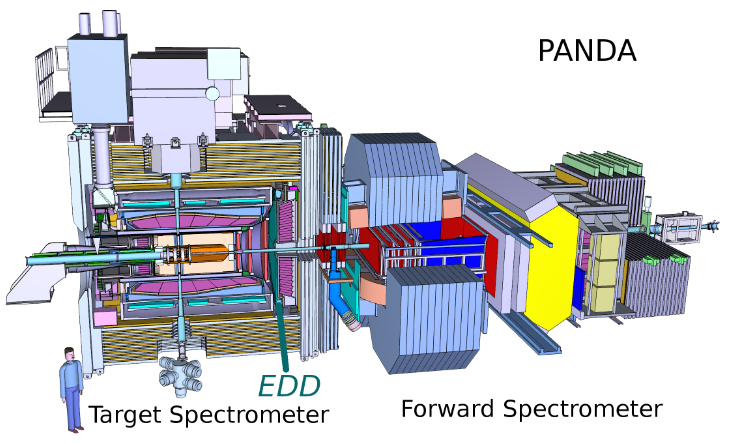 PANDA
EDD
Target Spectrometer
Forward Spectrometer